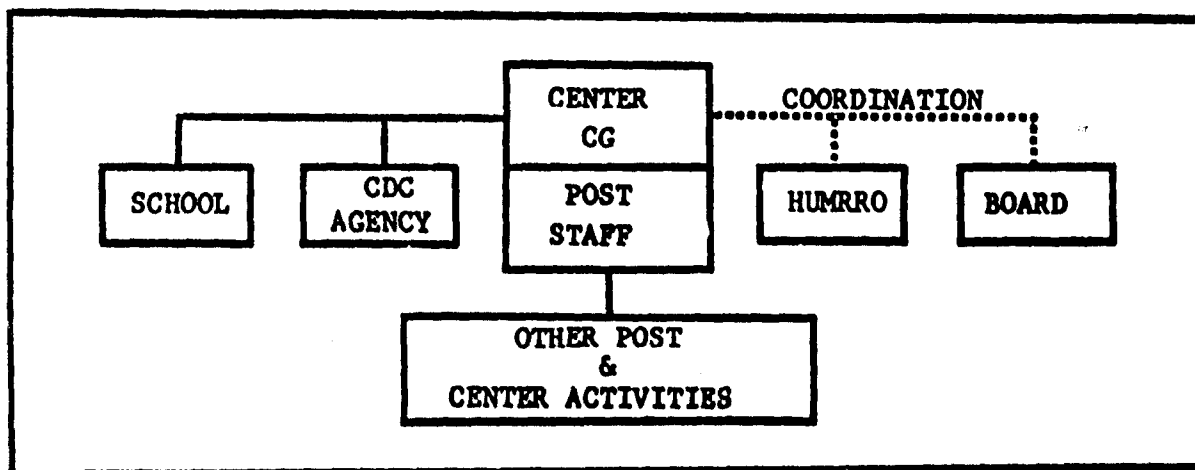 CENTER
CG
COORDINATION
SCHOOL
CDC
AGENCY
POST
STAFF
HUMRRO
BOARD
OTHER POST
&
CENTER ACTIVITIES